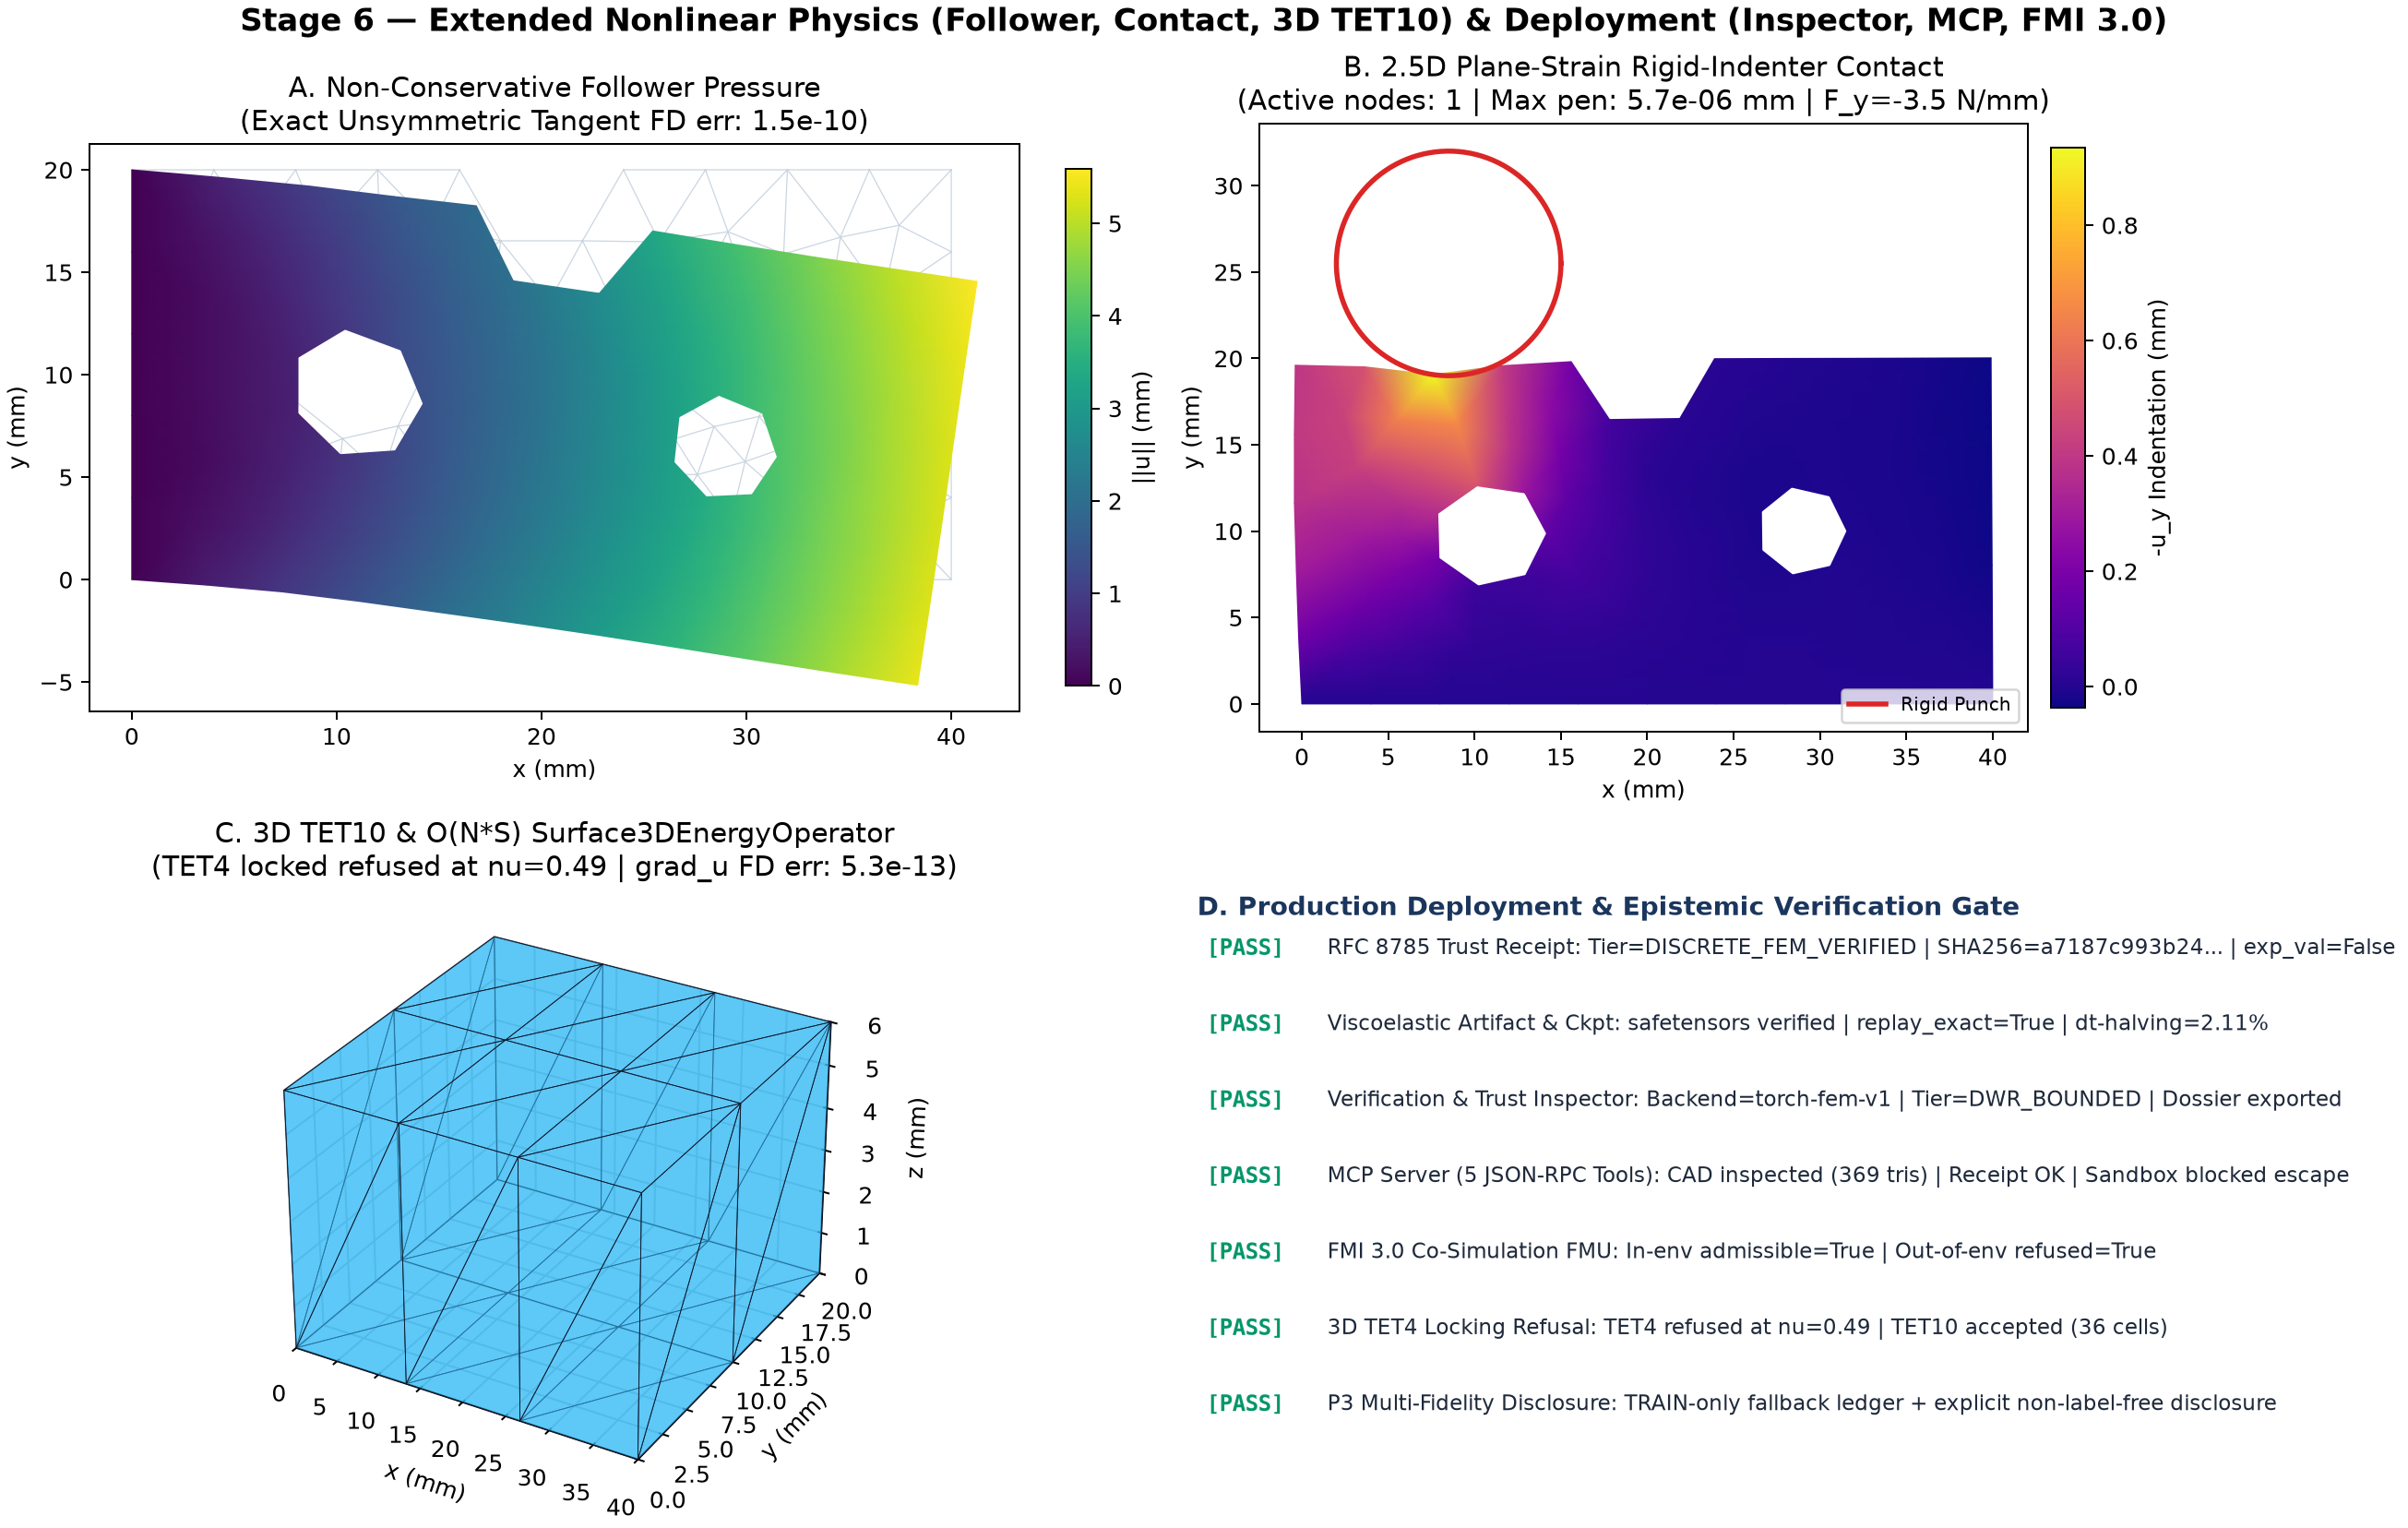 Stage 6 — Extended Nonlinear Physics (Follower, Contact, 3D TET10) & Deployment (Inspector, MCP, FMI 3.0)
A. Non-Conservative Follower Pressure
(Exact Unsymmetric Tangent FD err: 1.5e-10)
20
15
10
5
0
−5
y (mm)
0
10
20
30
40
x (mm)
5
4
3
2
1
0
||u|| (mm)
B. 2.5D Plane-Strain Rigid-Indenter Contact
(Active nodes: 1 | Max pen: 5.7e-06 mm | F_y=-3.5 N/mm)
30
25
20
15
10
5
0
y (mm)
0
5
10
15
20
25
30
35
40
x (mm)
Rigid Punch
0.8
0.6
0.4
0.2
0.0
-u_y Indentation (mm)
C. 3D TET10 & O(N*S) Surface3DEnergyOperator
(TET4 locked refused at nu=0.49 | grad_u FD err: 5.3e-13)
6
5
4
3
2
1
0
z (mm)
20.0
17.5
15.0
12.5
10.0
7.5
5.0
2.5
0.0
y (mm)
0
5
10
15
20
25
30
35
40
x (mm)
D. Production Deployment & Epistemic Verification Gate
[PASS] RFC 8785 Trust Receipt: Tier=DISCRETE_FEM_VERIFIED | SHA256=a7187c993b24... | exp_val=False
[PASS] Viscoelastic Artifact & Ckpt: safetensors verified | replay_exact=True | dt-halving=2.11%
[PASS] Verification & Trust Inspector: Backend=torch-fem-v1 | Tier=DWR_BOUNDED | Dossier exported
[PASS] MCP Server (5 JSON-RPC Tools): CAD inspected (369 tris) | Receipt OK | Sandbox blocked escape
[PASS] FMI 3.0 Co-Simulation FMU: In-env admissible=True | Out-of-env refused=True
[PASS] 3D TET4 Locking Refusal: TET4 refused at nu=0.49 | TET10 accepted (36 cells)
[PASS] P3 Multi-Fidelity Disclosure: TRAIN-only fallback ledger + explicit non-label-free disclosure